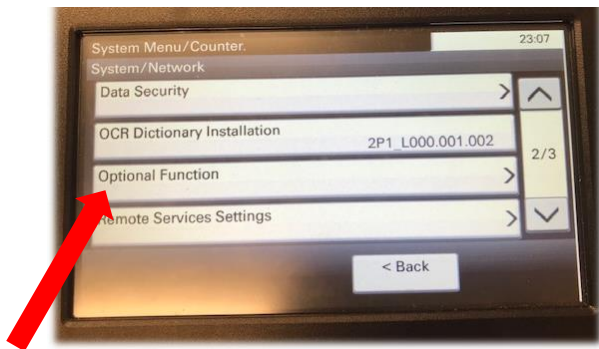 System Menu/Counter.
23:07
System/Network
Data Security
OCR Dictionary Installation
2P1_L000.001.002
2/3
Optional Function
Remote Services Settings
< Back